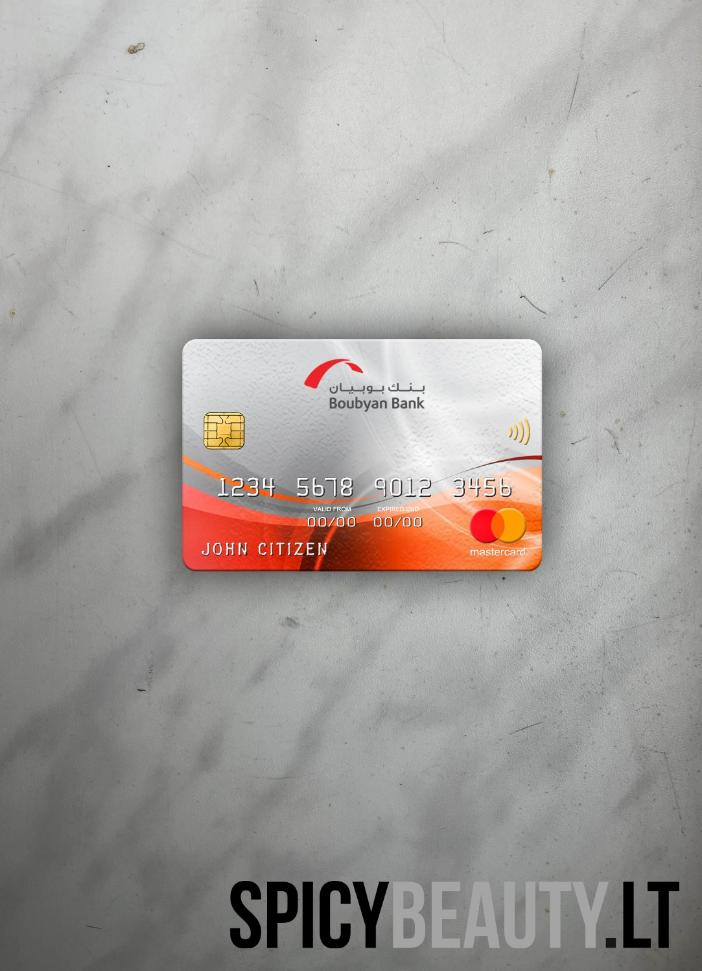 بنك بوبيان
Boubyan Bank
1234 5678 9012 3456
VALID FROM EXPIRES END
00/00 00/00
JOHN CITIZEN
mastercard.
SPICYBEAUTY.LT